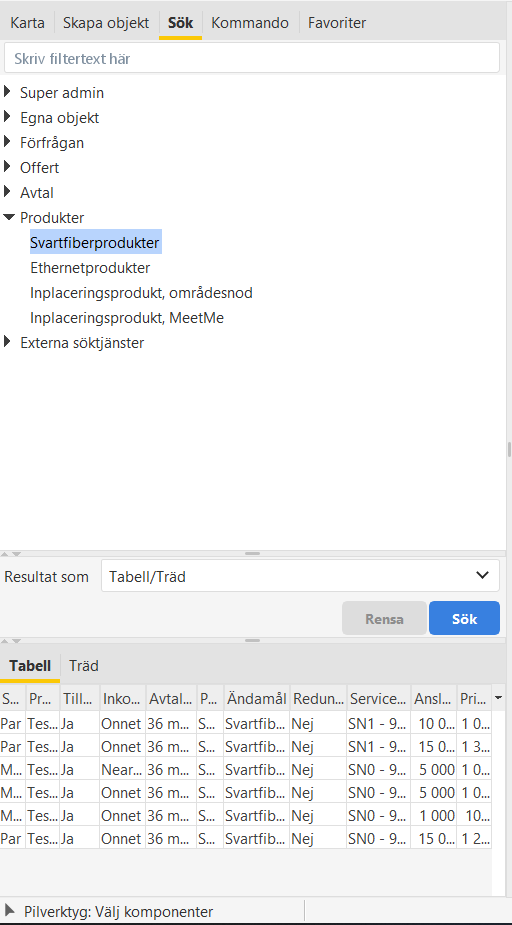 Karta Skapa objekt Sök Kommando Favoriter
Skriv filtertext här
Super admin
Egna objekt
Förfrågan
Offert
Avtal
Produkter
Svartfiberprodukter
Ethernetprodukter
Inplaceringsprodukt, områdesnod
Inplaceringsprodukt, MeetMe
Externa söktjänster
Resultat som Tabell/Träd
Rensa Sök
Tabell Träd
S... Pr... Till... Inko... Avtal... P... Ändamål Redun... Service... Ansl... Pri...
Par Tes... Ja Onnet 36 m... S... Svartfib... Nej SN1 - 9... 10 0... 1 0...
Par Tes... Ja Onnet 36 m... S... Svartfib... Nej SN1 - 9... 15 0... 1 3...
M... Tes... Ja Near... 36 m... S... Svartfib... Nej SN0 - 9... 5 000 1 0...
M... Tes... Ja Onnet 36 m... S... Svartfib... Nej SN0 - 9... 5 000 1 0...
M... Tes... Ja Onnet 36 m... S... Svartfib... Nej SN0 - 9... 1 000 10...
Par Tes... Ja Onnet 36 m... S... Svartfib... Nej SN0 - 9... 15 0... 1 2...
Pilverktyg: Välj komponenter